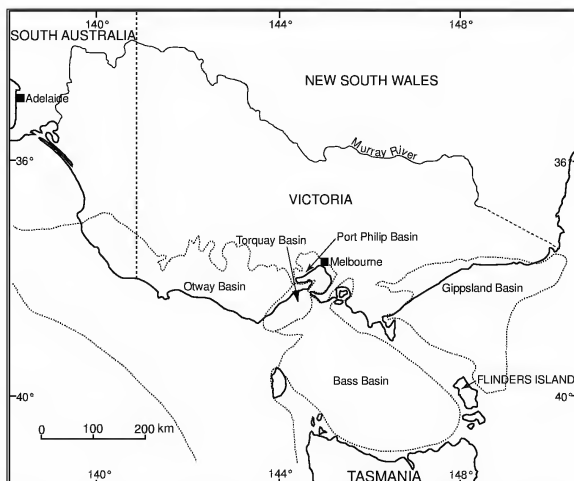 140° 144° 148°
SOUTH AUSTRALIA
NEW SOUTH WALES
Adelaide
Murray River
36° 36°
VICTORIA
Torquay Basin
Port Philip Basin
Melbourne
Otway Basin
Gippsland Basin
FLINDERS ISLAND
Bass Basin
40° 40°
0 100 200 km
140° 144° 148°
TASMANIA